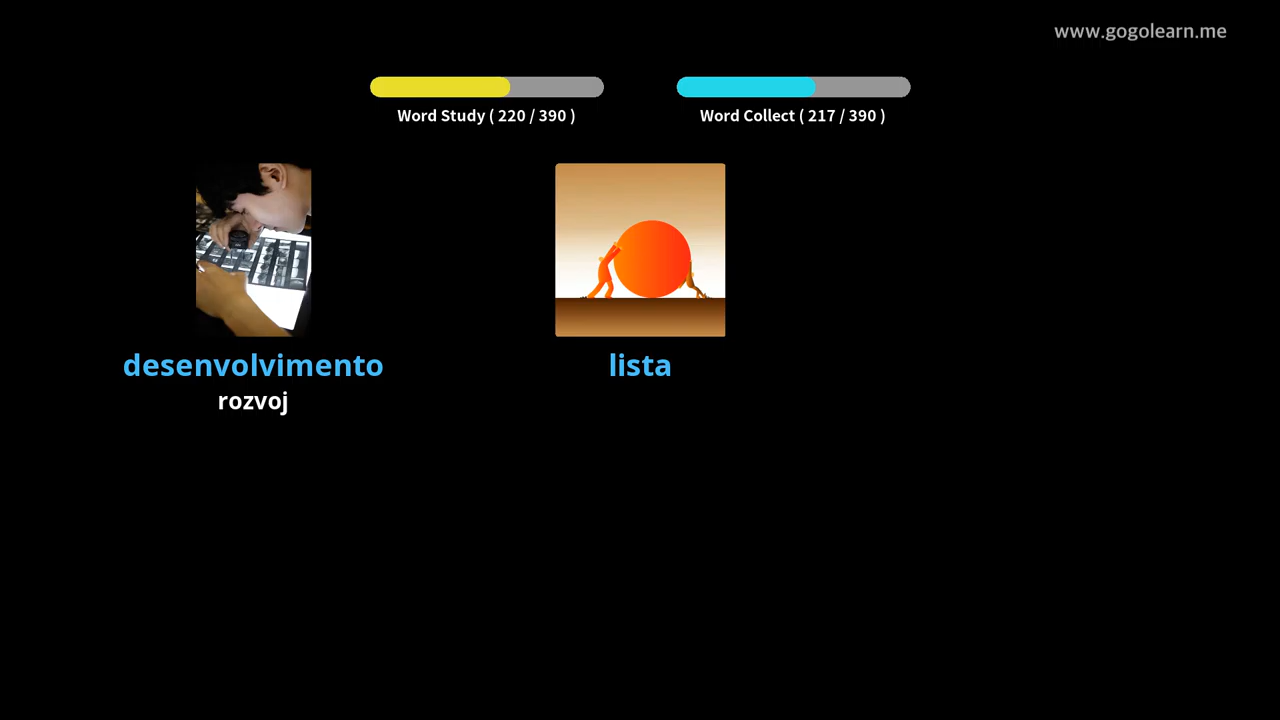 www.gogolearn.me
Word Study ( 220 / 390 )
Word Collect ( 217 / 390 )
desenvolvimento
rozvoj
lista